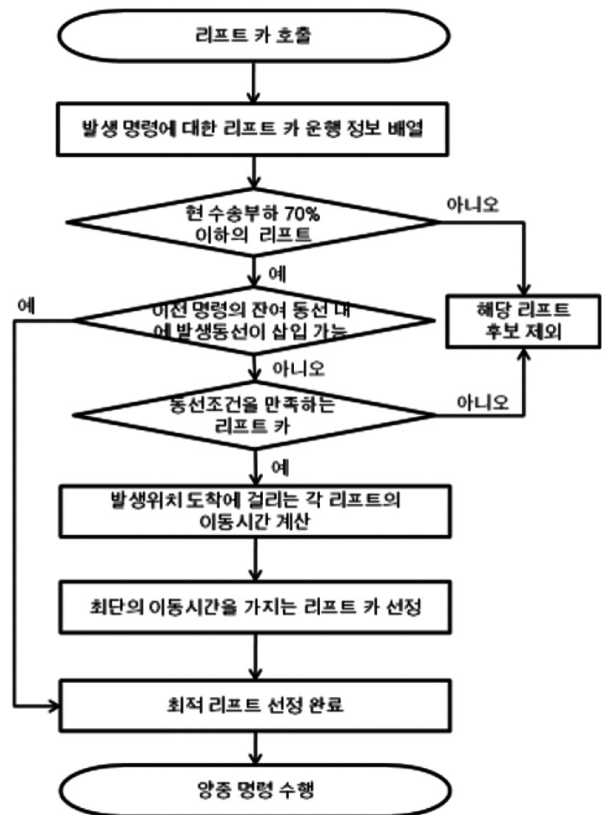 리프트 카 호출
발생 명령에 대한 리프트 카 운행 정보 배열
현 수송부하 70%
이하의 리프트
아니오
예
예
이전 명령의 잔여 동선 내
에 발생동선이 삽입 가능
해당 리프트
후보 제외
아니오
동선조건을 만족하는
리프트 카
아니오
예
발생위치 도착에 걸리는 각 리프트의
이동시간 계산
최단의 이동시간을 가지는 리프트 카 선정
최적 리프트 선정 완료
양중 명령 수행